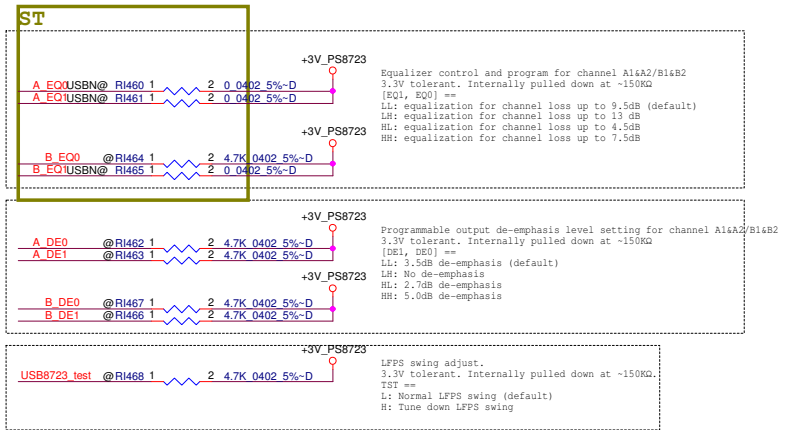 ST
+3V_PS8723
A_EQ0 USBN@ RI460 1 2 0_0402_5%~D
A_EQ1 USBN@ RI461 1 2 0_0402_5%~D
+3V_PS8723
B_EQ0 @ RI464 1 2 4.7K_0402_5%~D
B_EQ1 USBN@ RI465 1 2 0_0402_5%~D
Equalizer control and program for channel A1&A2/B1&B2
3.3V tolerant. Internally pulled down at ~150KΩ
[EQ1, EQ0] ==
LL: equalization for channel loss up to 9.5dB (default)
LH: equalization for channel loss up to 13 dB
HL: equalization for channel loss up to 4.5dB
HH: equalization for channel loss up to 7.5dB
+3V_PS8723
A_DE0 @ RI462 1 2 4.7K_0402_5%~D
A_DE1 @ RI463 1 2 4.7K_0402_5%~D
+3V_PS8723
B_DE0 @ RI467 1 2 4.7K_0402_5%~D
B_DE1 @ RI466 1 2 4.7K_0402_5%~D
Programmable output de-emphasis level setting for channel A1&A2/B1&B2
3.3V tolerant. Internally pulled down at ~150KΩ
[DE1, DE0] ==
LL: 3.5dB de-emphasis (default)
LH: No de-emphasis
HL: 2.7dB de-emphasis
HH: 5.0dB de-emphasis
+3V_PS8723
USB8723_test @ RI468 1 2 4.7K_0402_5%~D
LFPS swing adjust.
3.3V tolerant. Internally pulled down at ~150KΩ.
TST ==
L: Normal LFPS swing (default)
H: Tune down LFPS swing